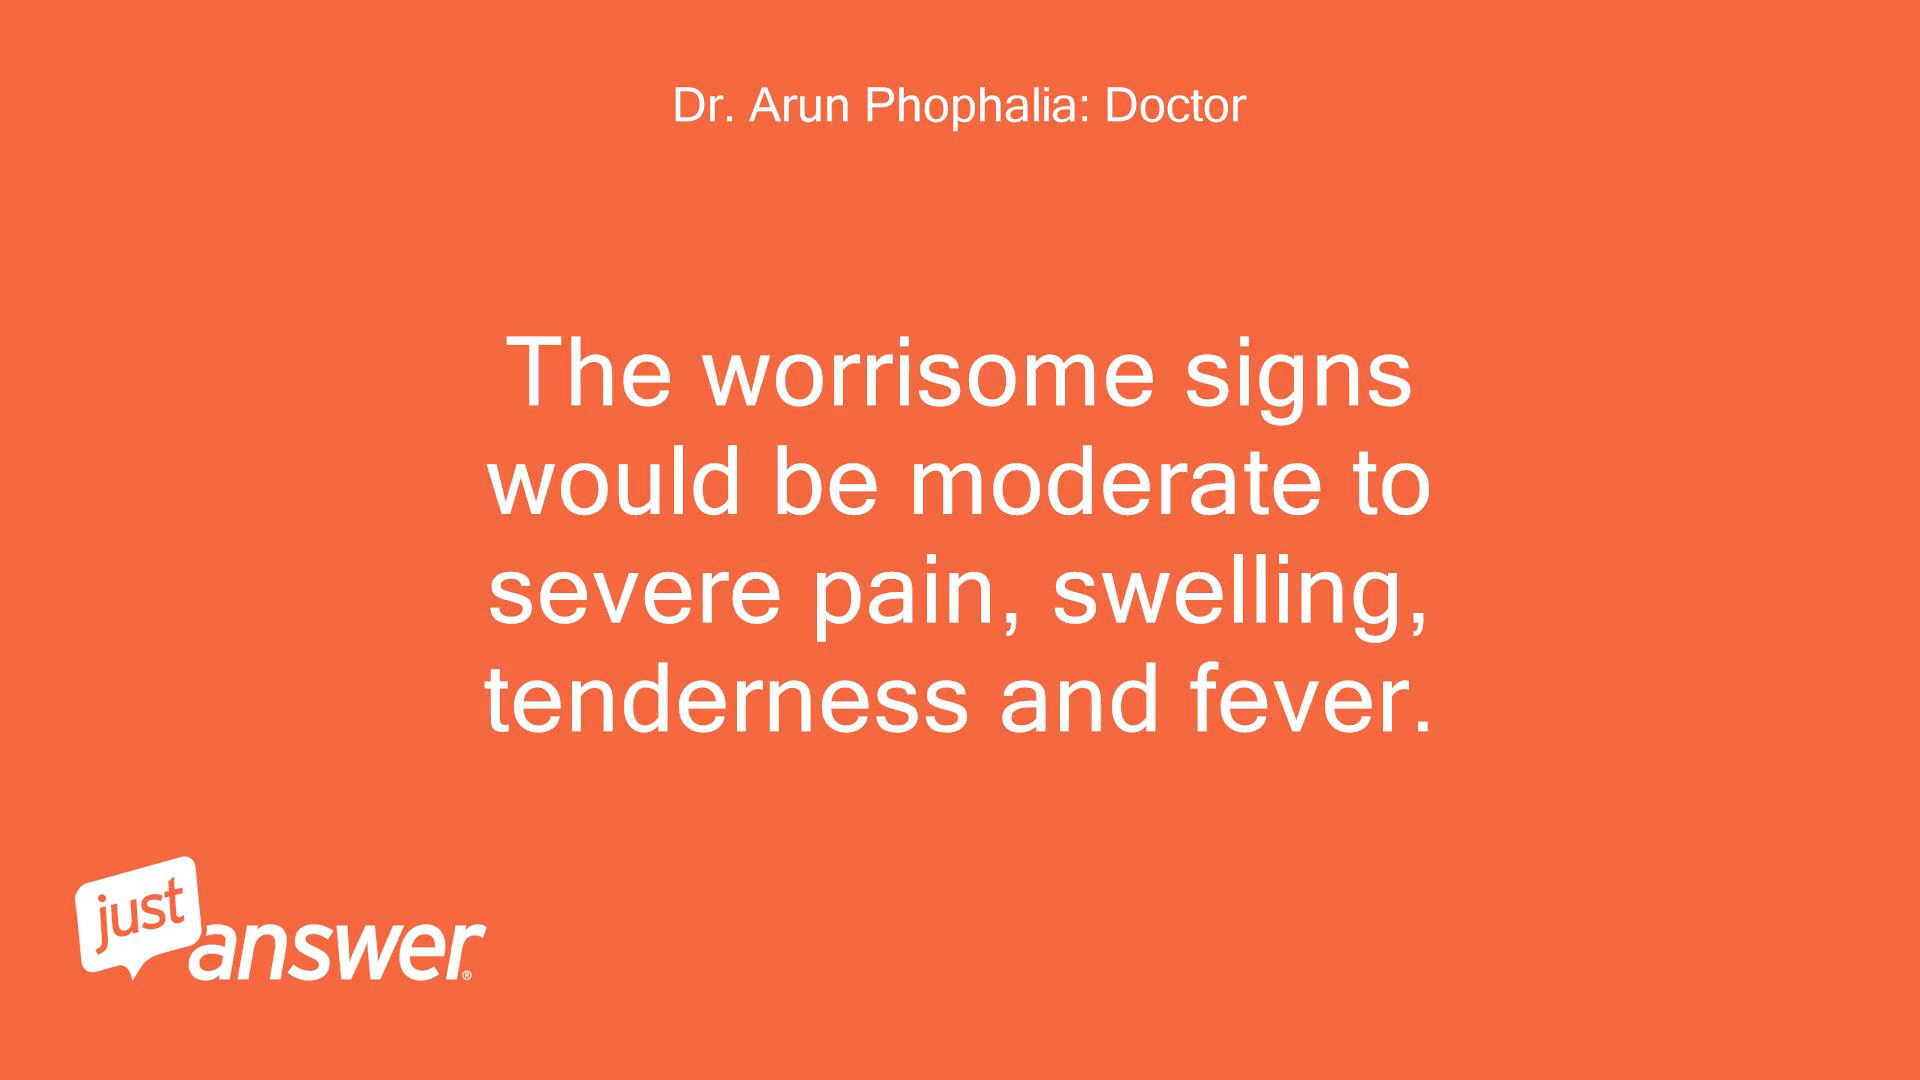 Dr. Arun Phophalia: Doctor
The worrisome signs
would be moderate to
severe pain, swelling,
tenderness and fever.
just
answer®